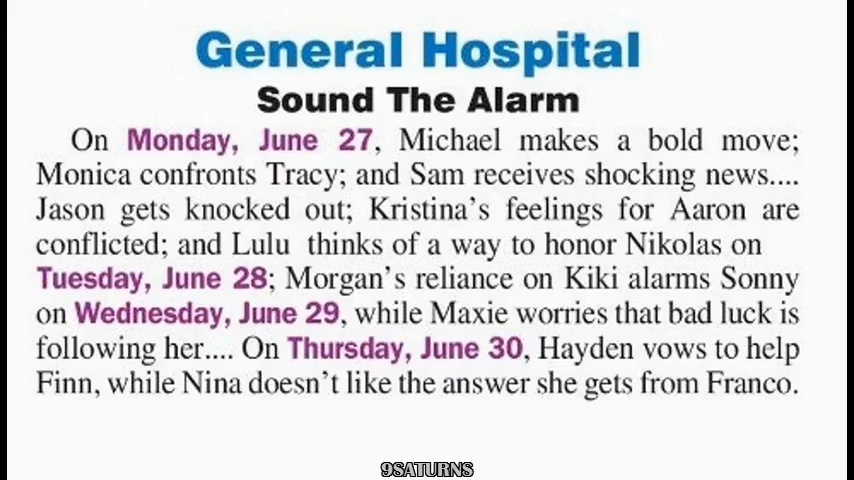 General Hospital
Sound The Alarm
On Monday, June 27, Michael makes a bold move;
Monica confronts Tracy; and Sam receives shocking news....
Jason gets knocked out; Kristina's feelings for Aaron are
conflicted; and Lulu thinks of a way to honor Nikolas on
Tuesday, June 28; Morgan's reliance on Kiki alarms Sonny
on Wednesday, June 29, while Maxie worries that bad luck is
following her.... On Thursday, June 30, Hayden vows to help
Finn, while Nina doesn't like the answer she gets from Franco.
9SATURNS